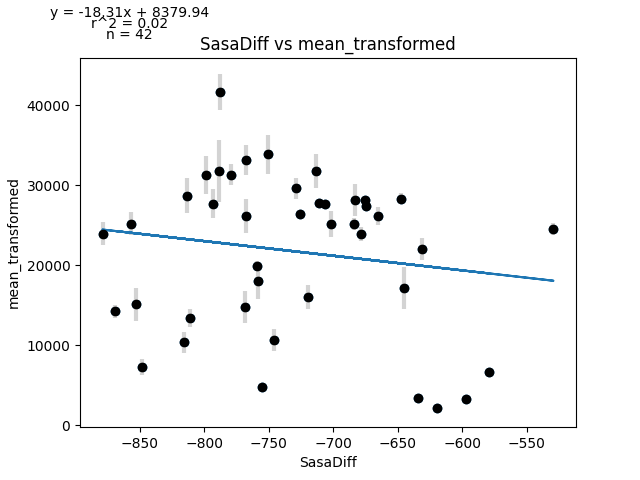 y = -18.31x + 8379.94
r^2 = 0.02
n = 42
SasaDiff vs mean_transformed
mean_transformed
40000
30000
20000
10000
0
−850
−800
−750
−700
−650
−600
−550
SasaDiff